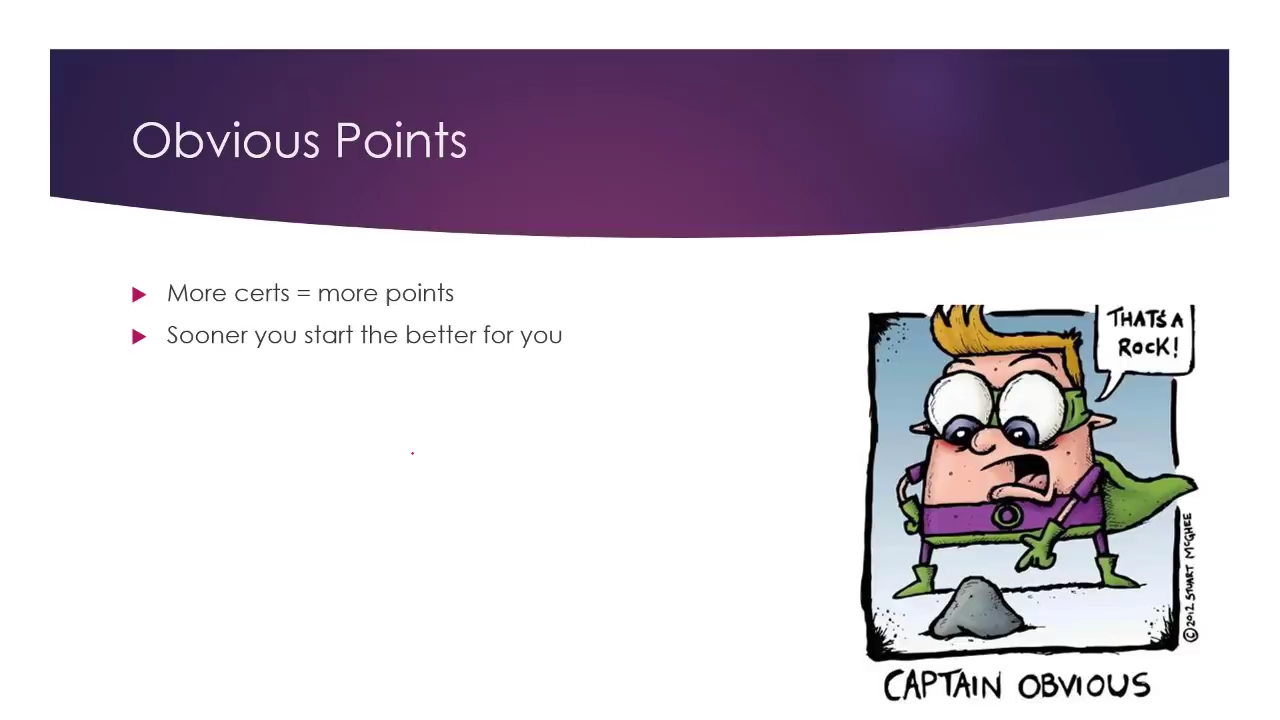 Obvious Points
More certs = more points
Sooner you start the better for you
THAT'S A
ROCK!
©2012 STUART McGHEE
CAPTAIN OBVIOUS